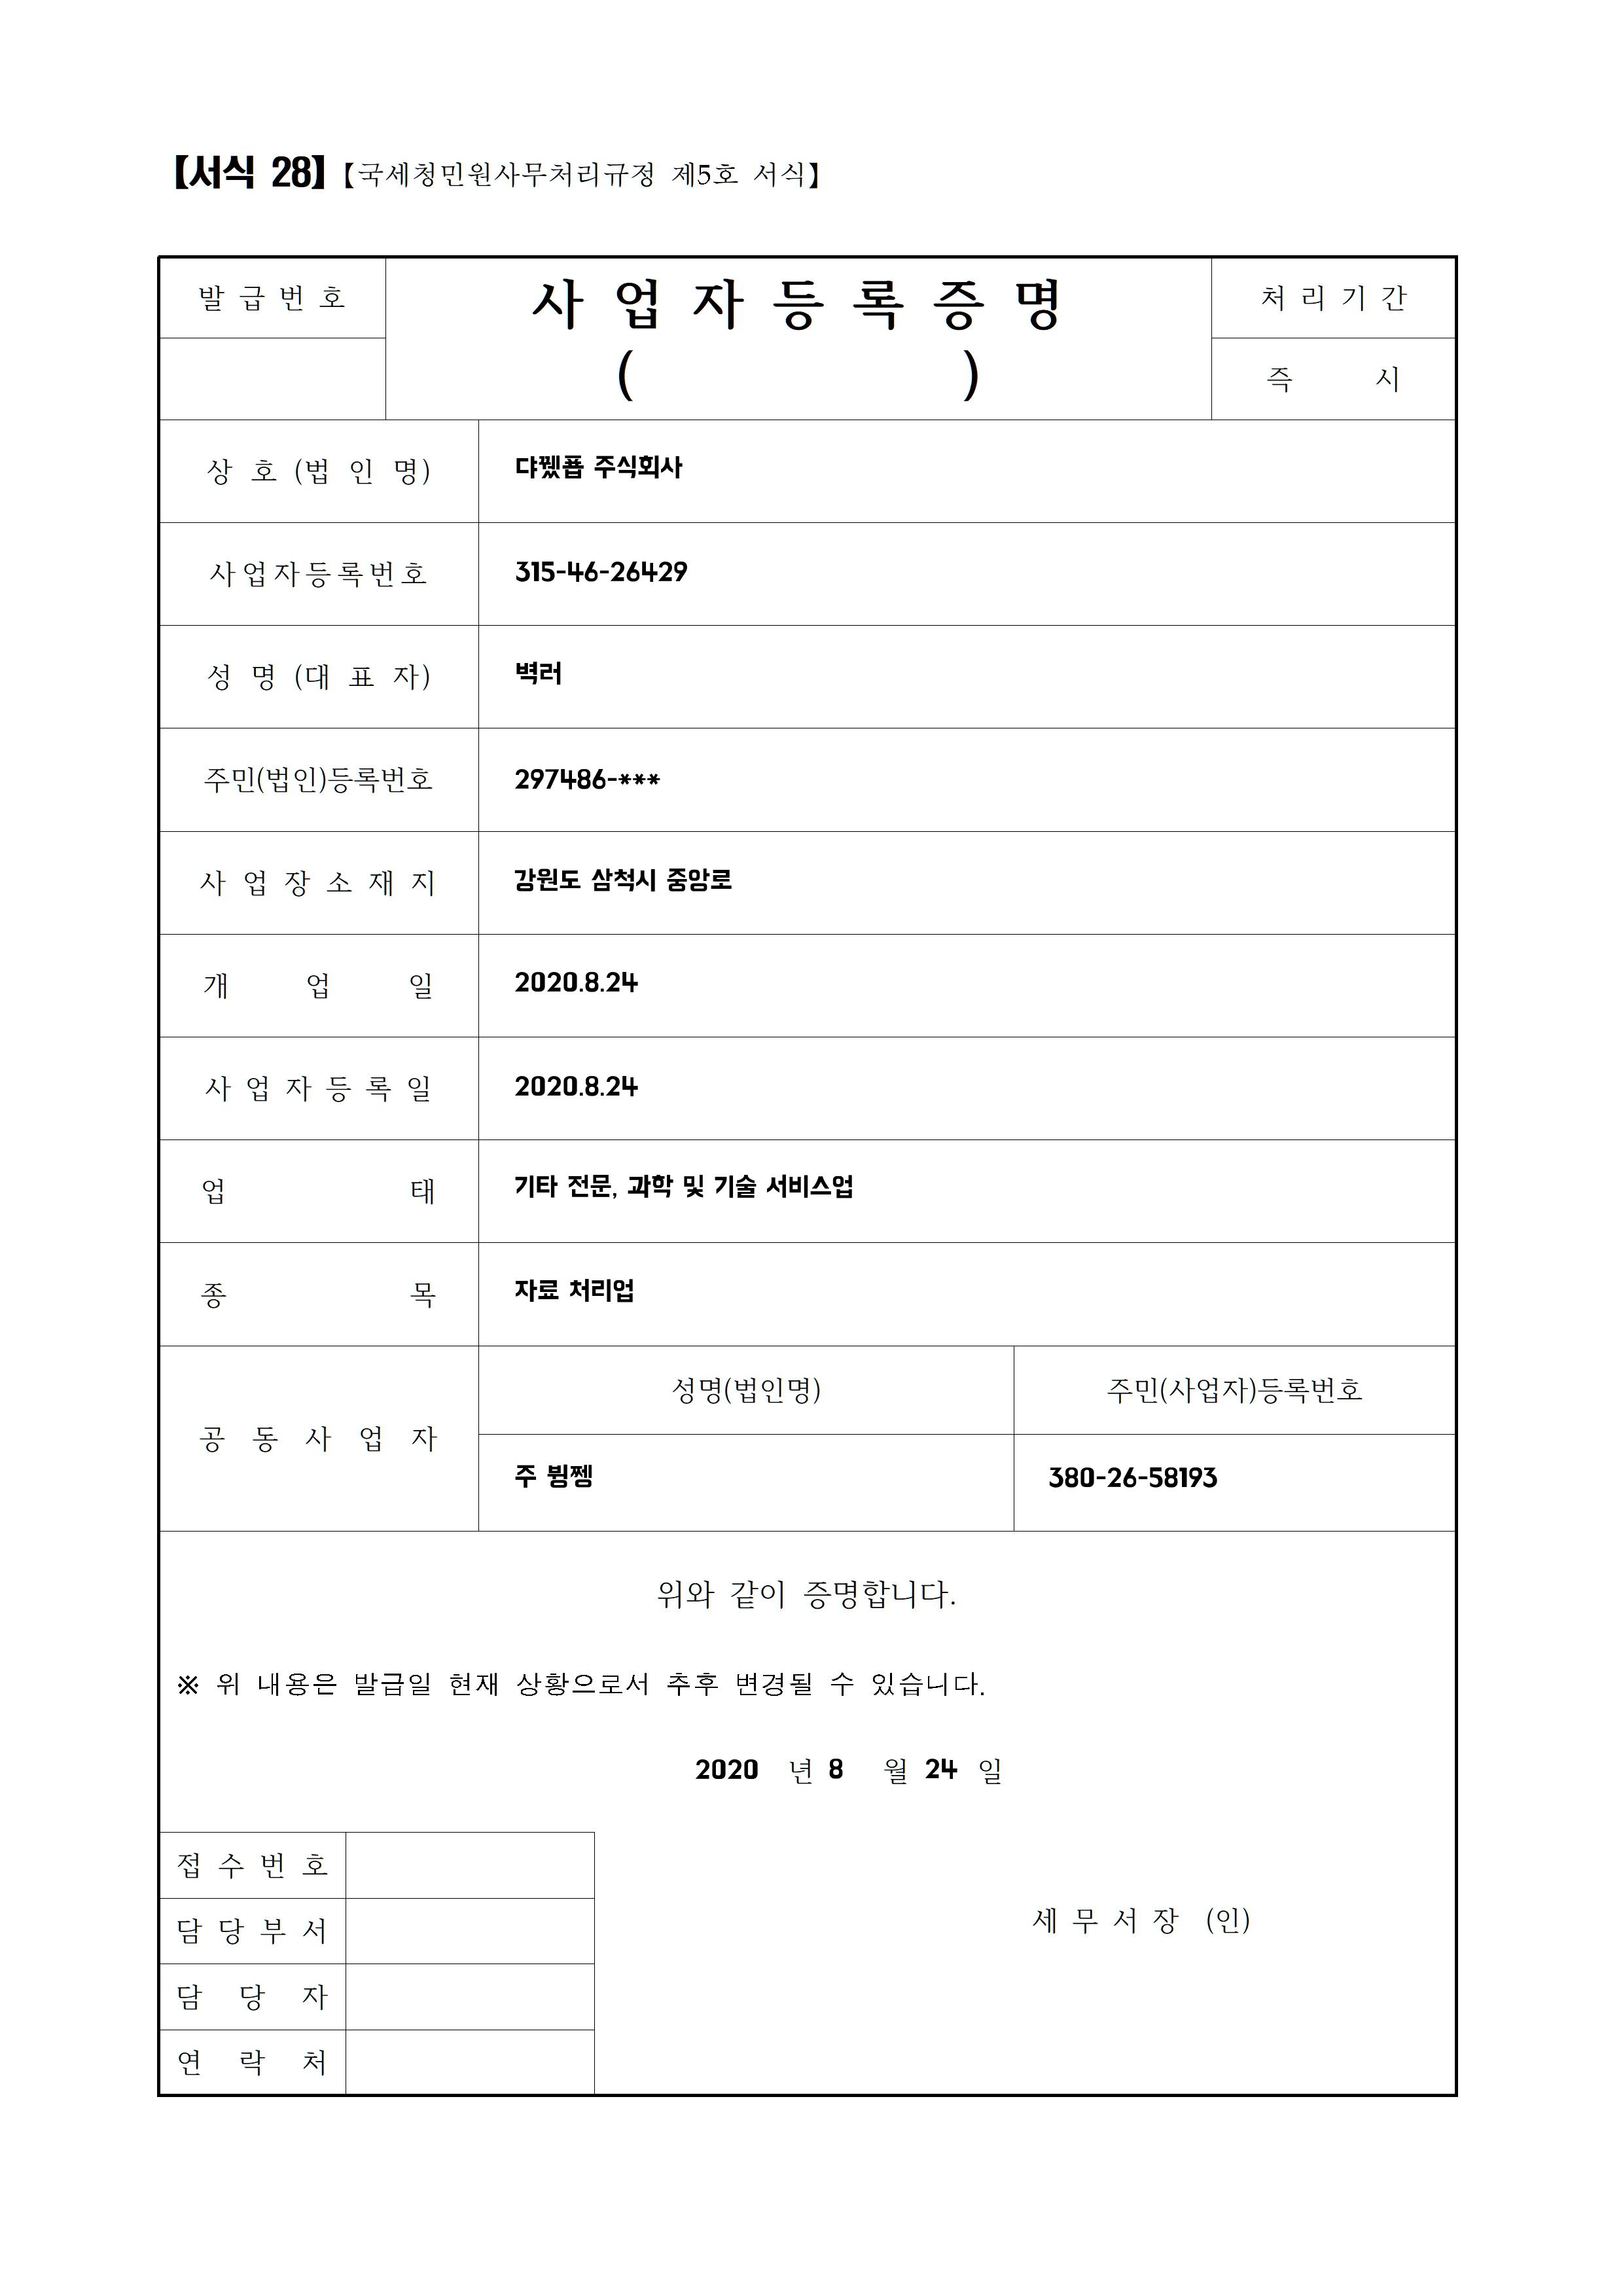 【서식 28】【국세청민원사무처리규정 제5호 서식】
발 급 번 호
사 업 자 등 록 증 명
( )
처 리 기 간
즉 시
상 호 (법 인 명)
주식회사
사업자등록번호
315-46-26429
성 명 (대 표 자)
벽러
주민(법인)등록번호
297486-***
사 업 장 소 재 지
강원도 삼척시 중앙로
개 업 일
2020.8.24
사 업 자 등 록 일
2020.8.24
업 태
기타 전문, 과학 및 기술 서비스업
종 목
자료 처리업
공 동 사 업 자
성명(법인명)
주민(사업자)등록번호
주
380-26-58193
위와 같이 증명합니다.
※ 위 내용은 발급일 현재 상황으로서 추후 변경될 수 있습니다.
2020 년 8 월 24 일
접 수 번 호
담 당 부 서
담 당 자
연 락 처
세 무 서 장 (인)